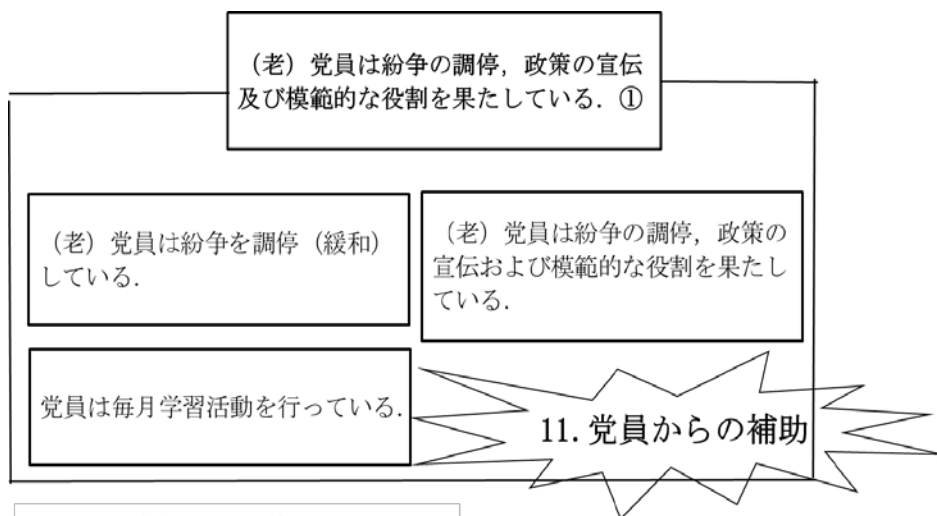 （老）党員は紛争の調停，政策の宣伝
及び模範的な役割を果たしている．①
（老）党員は紛争を調停（緩和）
している．
（老）党員は紛争の調停，政策の
宣伝および模範的な役割を果たし
ている．
党員は毎月学習活動を行っている．
11. 党員からの補助